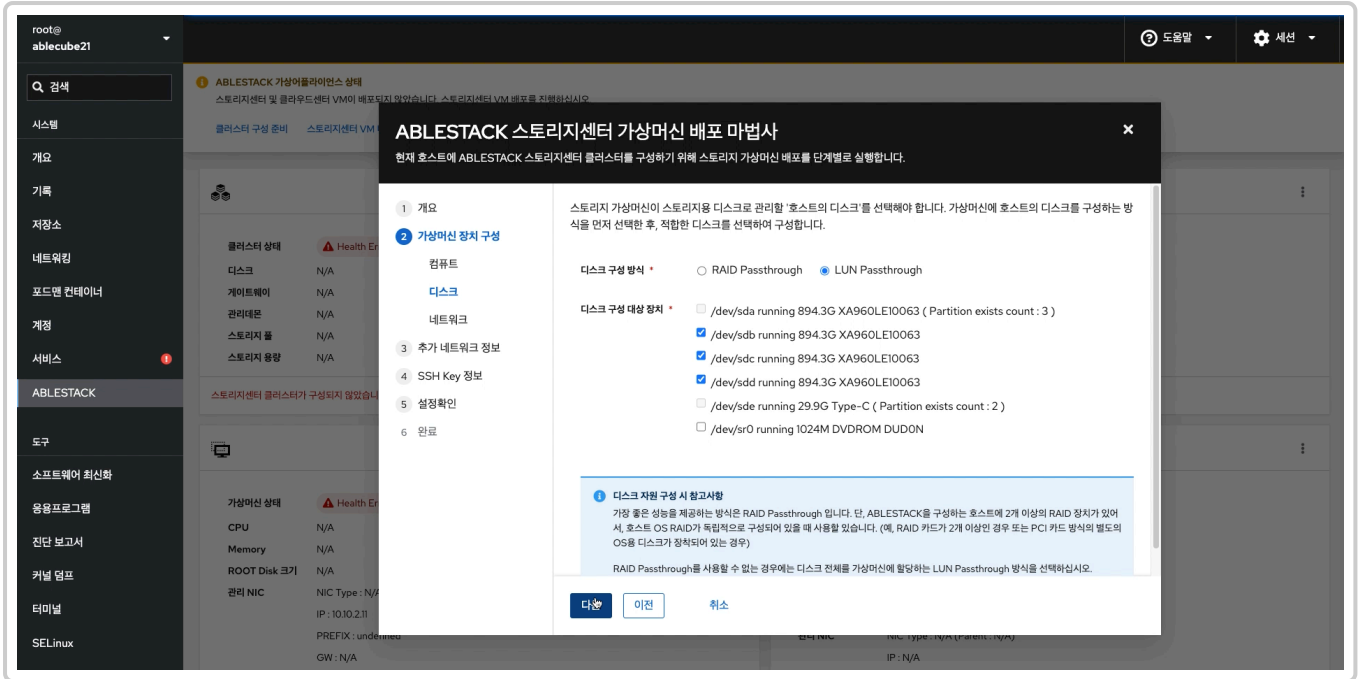 root@
ablecube21
도움말
세션
검색
ABLESTACK 가상어플라이언스 상태
스토리지센터 및 클라우드센터 VM이 배포되지 않았습니다. 스토리지센터 VM 배포를 진행하십시오.
클러스터 구성 준비
스토리지센터 VM
시스템
개요
기록
저장소
네트워킹
포드맨 컨테이너
계정
서비스
ABLESTACK
도구
소프트웨어 최신화
응용프로그램
진단 보고서
커널 덤프
터미널
SELinux
클러스터 상태 Health Er
디스크 N/A
게이트웨이 N/A
관리데몬 N/A
스토리지 풀 N/A
스토리지 용량 N/A
스토리지센터 클러스터가 구성되지 않았습니
가상머신 상태 Health Er
CPU N/A
Memory N/A
ROOT Disk 크기 N/A
관리 NIC NIC Type : N/A
IP : 10.10.2.11
PREFIX : undefined
GW : N/A
ABLESTACK 스토리지센터 가상머신 배포 마법사
현재 호스트에 ABLESTACK 스토리지센터 클러스터를 구성하기 위해 스토리지 가상머신 배포를 단계별로 실행합니다.
1 개요
2 가상머신 장치 구성
컴퓨트
디스크
네트워크
3 추가 네트워크 정보
4 SSH Key 정보
5 설정확인
6 완료
스토리지 가상머신이 스토리지용 디스크로 관리할 '호스트의 디스크'를 선택해야 합니다. 가상머신에 호스트의 디스크를 구성하는 방
식을 먼저 선택한 후, 적합한 디스크를 선택하여 구성합니다.
디스크 구성 방식 * RAID Passthrough LUN Passthrough
디스크 구성 대상 장치 * /dev/sda running 894.3G XA960LE10063 ( Partition exists count : 3 )
/dev/sdb running 894.3G XA960LE10063
/dev/sdc running 894.3G XA960LE10063
/dev/sdd running 894.3G XA960LE10063
/dev/sde running 29.9G Type-C ( Partition exists count : 2 )
/dev/sr0 running 1024M DVDROM DUD0N
디스크 자원 구성 시 참고사항
가장 좋은 성능을 제공하는 방식은 RAID Passthrough 입니다. 단, ABLESTACK을 구성하는 호스트에 2개 이상의 RAID 장치가 있어
서, 호스트 OS RAID가 독립적으로 구성되어 있을 때 사용할 있습니다. (예, RAID 카드가 2개 이상인 경우 또는 PCI 카드 방식의 별도의
OS용 디스크가 장착되어 있는 경우)
RAID Passthrough를 사용할 수 없는 경우에는 디스크 전체를 가상머신에 할당하는 LUN Passthrough 방식을 선택하십시오.
다음 이전 취소
관리 NIC NIC Type : N/A (Parent : N/A)
IP : N/A